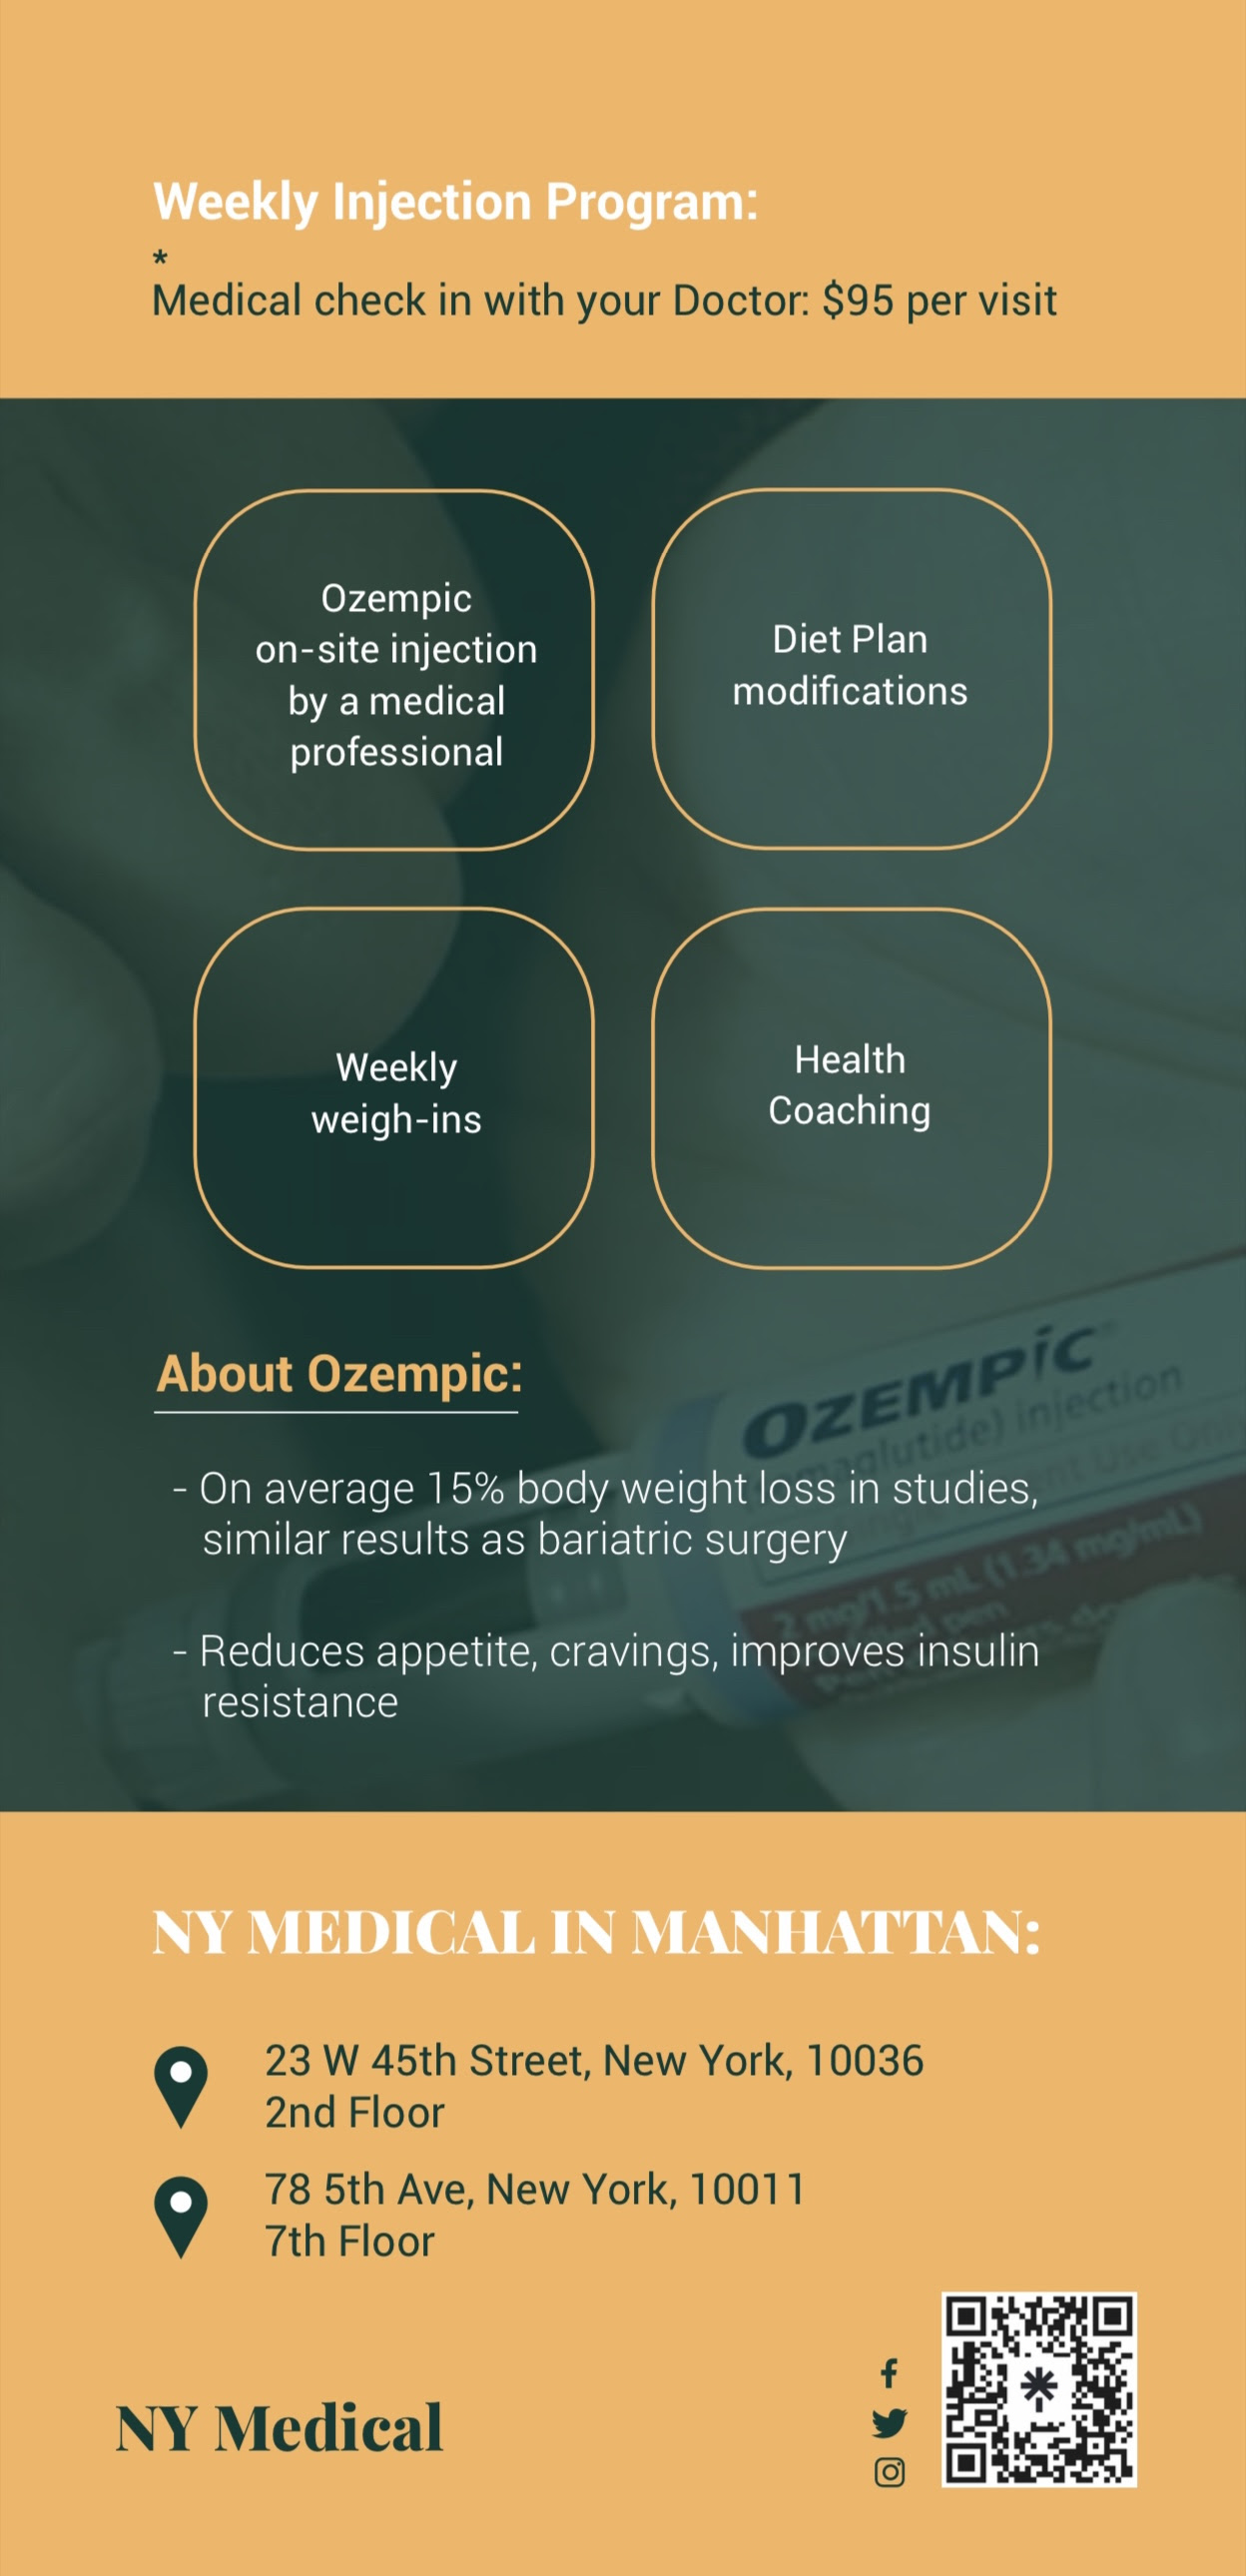 Weekly Injection Program:
*
Medical check in with your Doctor: $95 per visit
Ozempic
on-site injection
by a medical
professional
Diet Plan
modifications
Weekly
weigh-ins
Health
Coaching
About Ozempic:
- On average 15% body weight loss in studies,
similar results as bariatric surgery
- Reduces appetite, cravings, improves insulin
resistance
OZEMPIC
injection
2 mg/1.5 mL (1.34 mg/mL)
pen
NY MEDICAL IN MANHATTAN:
23 W 45th Street, New York, 10036
2nd Floor
78 5th Ave, New York, 10011
7th Floor
NY Medical